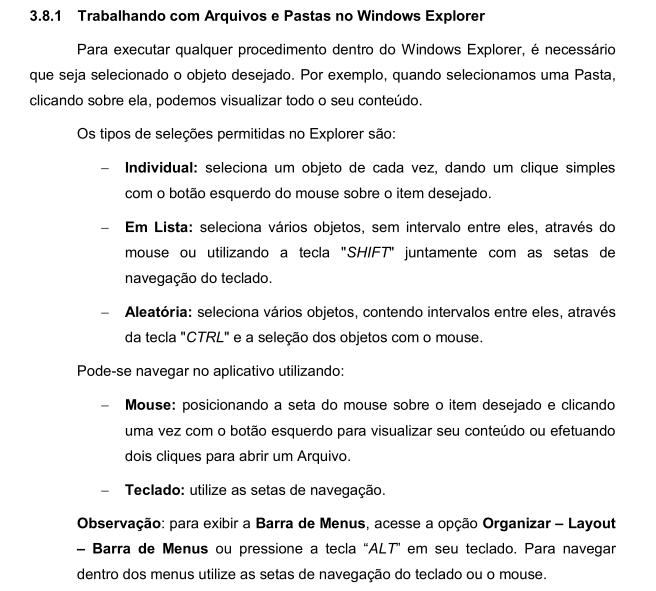 3.8.1 Trabalhando com Arquivos e Pastas no Windows Explorer
Para executar qualquer procedimento dentro do Windows Explorer, é necessário
que seja selecionado o objeto desejado. Por exemplo, quando selecionamos uma Pasta,
clicando sobre ela, podemos visualizar todo o seu conteúdo.
Os tipos de seleções permitidas no Explorer são:
– Individual: seleciona um objeto de cada vez, dando um clique simples
com o botão esquerdo do mouse sobre o item desejado.
– Em Lista: seleciona vários objetos, sem intervalo entre eles, através do
mouse ou utilizando a tecla "SHIFT" juntamente com as setas de
navegação do teclado.
– Aleatória: seleciona vários objetos, contendo intervalos entre eles, através
da tecla "CTRL" e a seleção dos objetos com o mouse.
Pode-se navegar no aplicativo utilizando:
– Mouse: posicionando a seta do mouse sobre o item desejado e clicando
uma vez com o botão esquerdo para visualizar seu conteúdo ou efetuando
dois cliques para abrir um Arquivo.
– Teclado: utilize as setas de navegação.
Observação: para exibir a Barra de Menus, acesse a opção Organizar – Layout
– Barra de Menus ou pressione a tecla “ALT” em seu teclado. Para navegar
dentro dos menus utilize as setas de navegação do teclado ou o mouse.